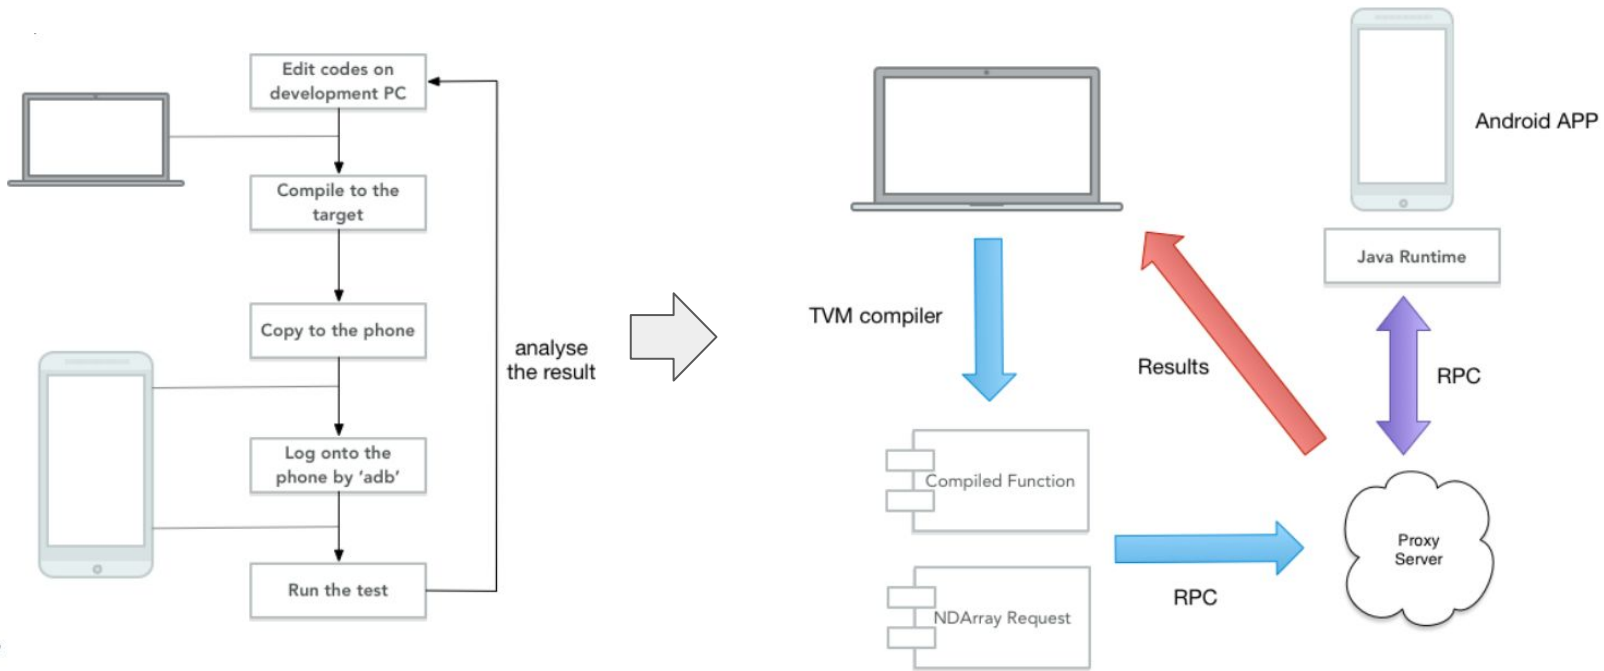 Edit codes on
development PC
Compile to the
target
Copy to the phone
analyse
the result
Log onto the
phone by ‘adb’
Run the test
Android APP
Java Runtime
TVM compiler
Results
RPC
Compiled Function
Proxy
Server
RPC
NDArray Request